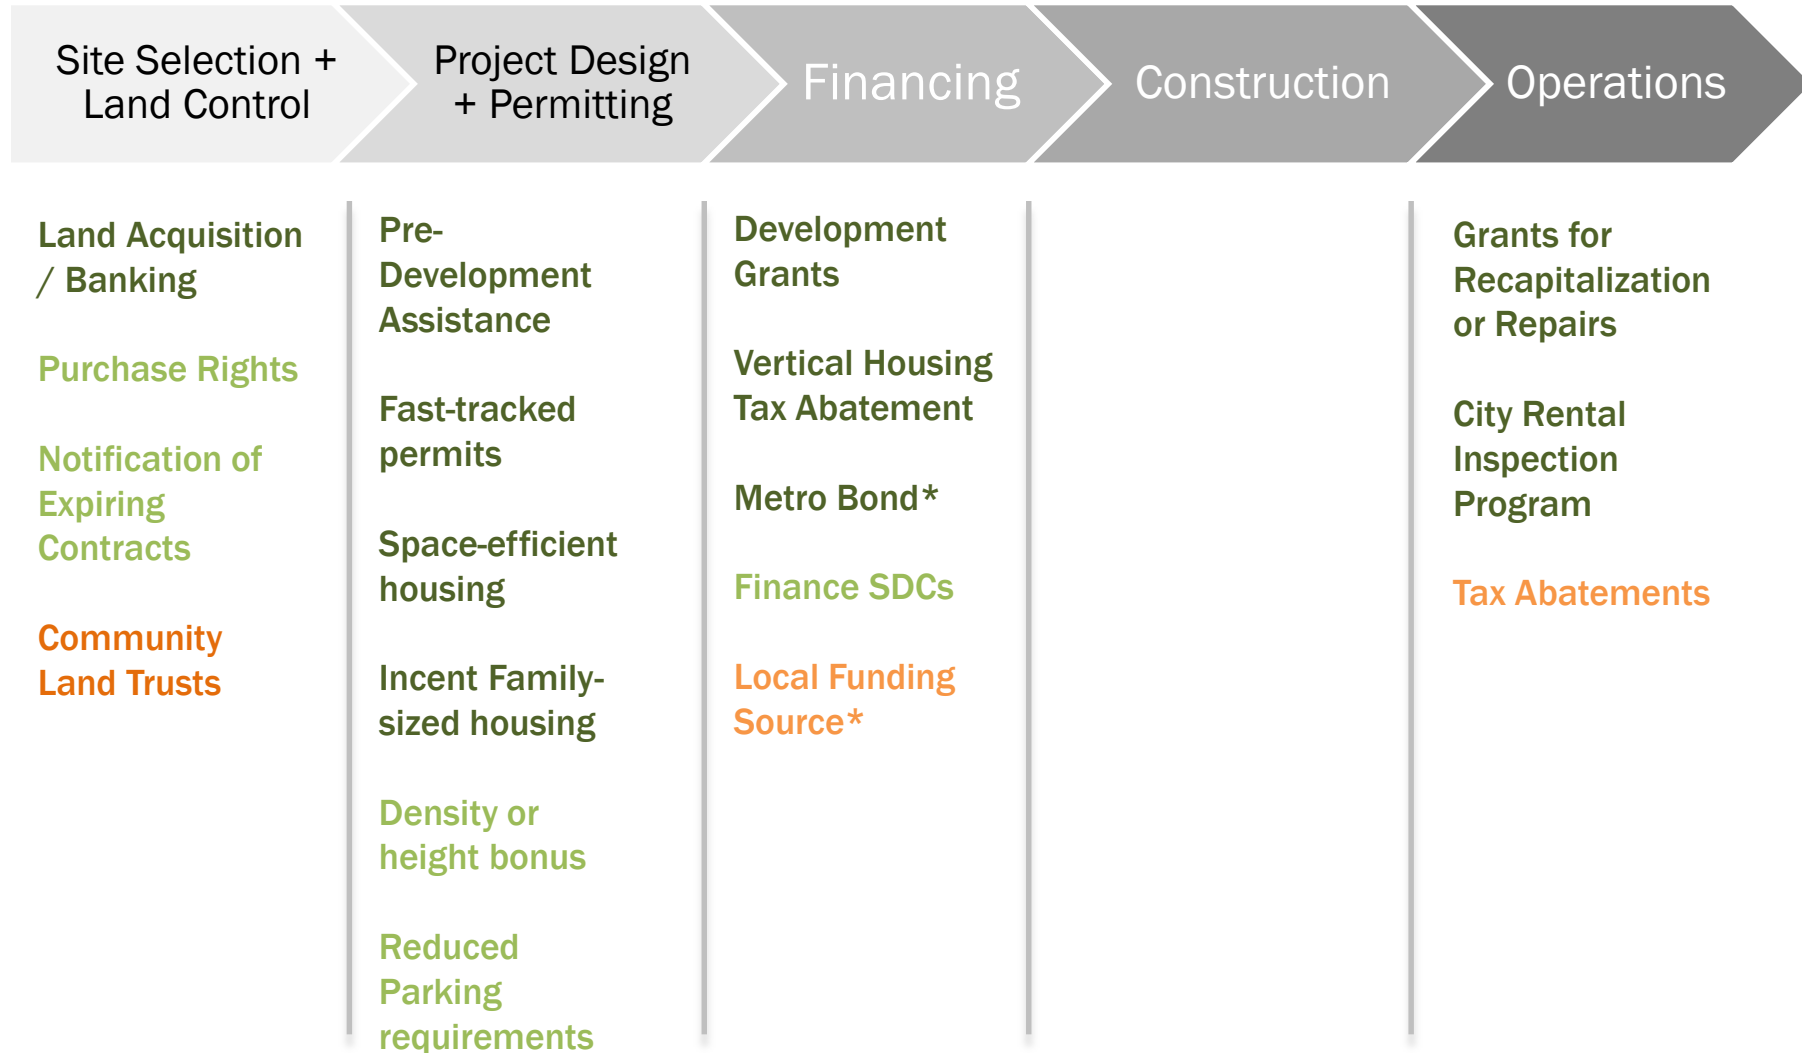 Site Selection +
Land Control
Project Design
+ Permitting
Financing
Construction
Operations
Land Acquisition
/ Banking
Purchase Rights
Notification of
Expiring
Contracts
Community
Land Trusts
Pre-
Development
Assistance
Fast-tracked
permits
Space-efficient
housing
Incent Family-
sized housing
Density or
height bonus
Reduced
Parking
requirements
Development
Grants
Vertical Housing
Tax Abatement
Metro Bond*
Finance SDCs
Local Funding
Source*
Grants for
Recapitalization
or Repairs
City Rental
Inspection
Program
Tax Abatements